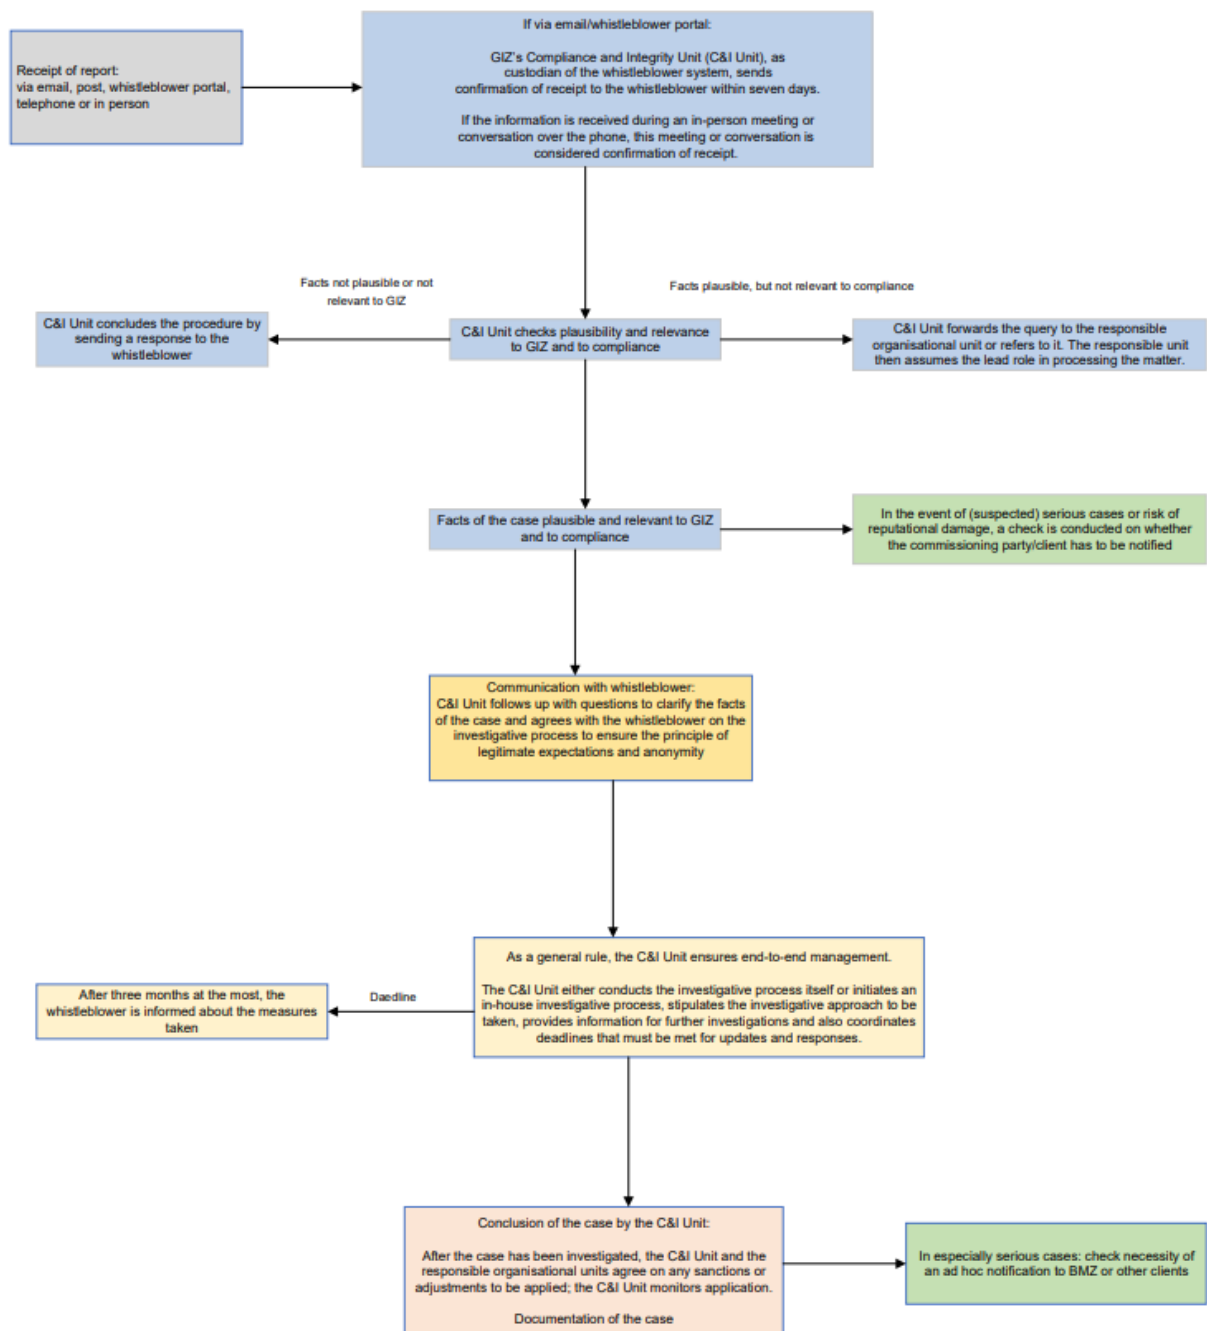 Receipt of report:
via email, post, whistleblower portal,
telephone or in person
If via email/whistleblower portal:
GIZ's Compliance and Integrity Unit (C&I Unit), as
custodian of the whistleblower system, sends
confirmation of receipt to the whistleblower within seven days.
If the information is received during an in-person meeting or
conversation over the phone, this meeting or conversation is
considered confirmation of receipt.
Facts not plausible or not
relevant to GIZ
Facts plausible, but not relevant to compliance
C&I Unit concludes the procedure by
sending a response to the
whistleblower
C&I Unit checks plausibility and relevance
to GIZ and to compliance
C&I Unit forwards the query to the responsible
organisational unit or refers to it. The responsible unit
then assumes the lead role in processing the matter.
Facts of the case plausible and relevant to GIZ
and to compliance
In the event of (suspected) serious cases or risk of
reputational damage, a check is conducted on whether
the commissioning party/client has to be notified
Communication with whistleblower:
C&I Unit follows up with questions to clarify the facts
of the case and agrees with the whistleblower on the
investigative process to ensure the principle of
legitimate expectations and anonymity
As a general rule, the C&I Unit ensures end-to-end management.
The C&I Unit either conducts the investigative process itself or initiates an
in-house investigative process, stipulates the investigative approach to be
taken, provides information for further investigations and also coordinates
deadlines that must be met for updates and responses.
Daedline
After three months at the most, the
whistleblower is informed about the measures
taken
Conclusion of the case by the C&I Unit:
After the case has been investigated, the C&I Unit and the
responsible organisational units agree on any sanctions or
adjustments to be applied; the C&I Unit monitors application.
Documentation of the case
In especially serious cases: check necessity of
an ad hoc notification to BMZ or other clients